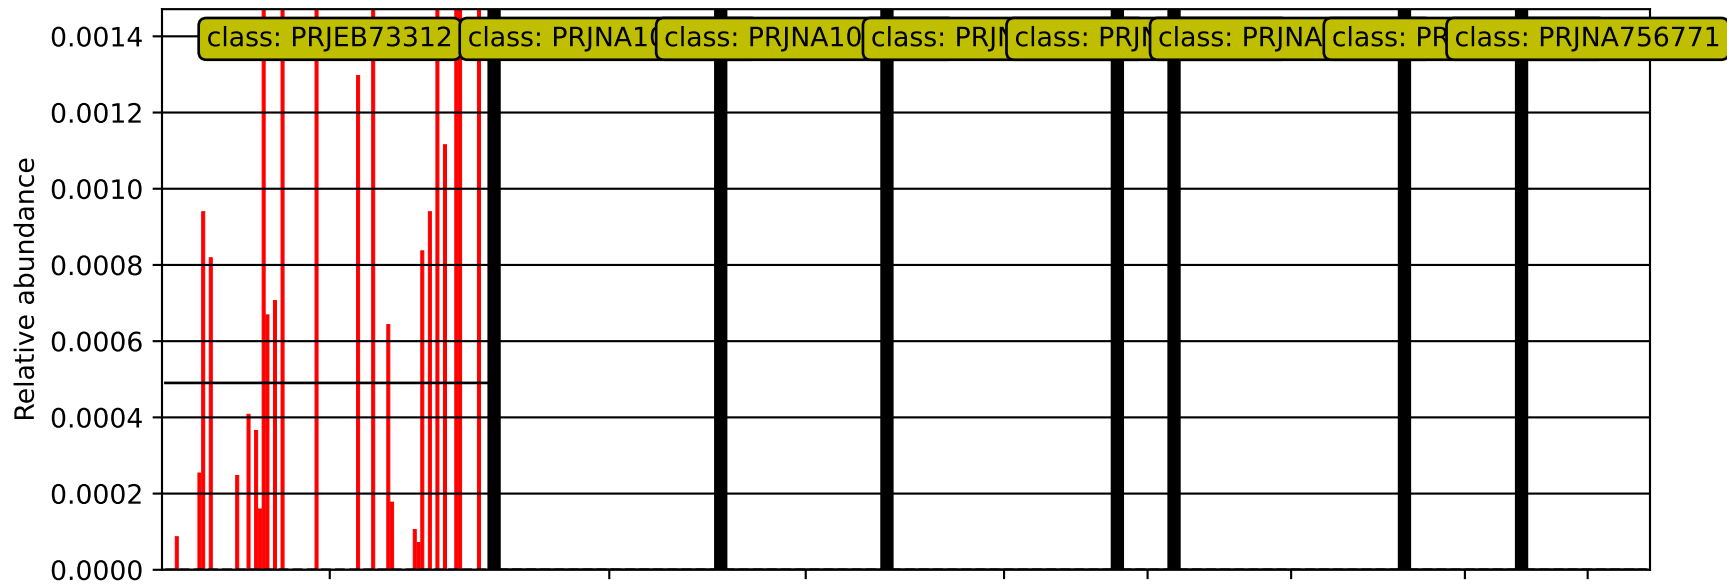 Relative abundance
0.0014
0.0012
0.0010
0.0008
0.0006
0.0004
0.0002
0.0000
class: PRJEB73312
class: PRJNA10
class: PRJNA10
class: PRJN
class: PRJN
class: PRJNA
class: PR
class: PRJNA756771